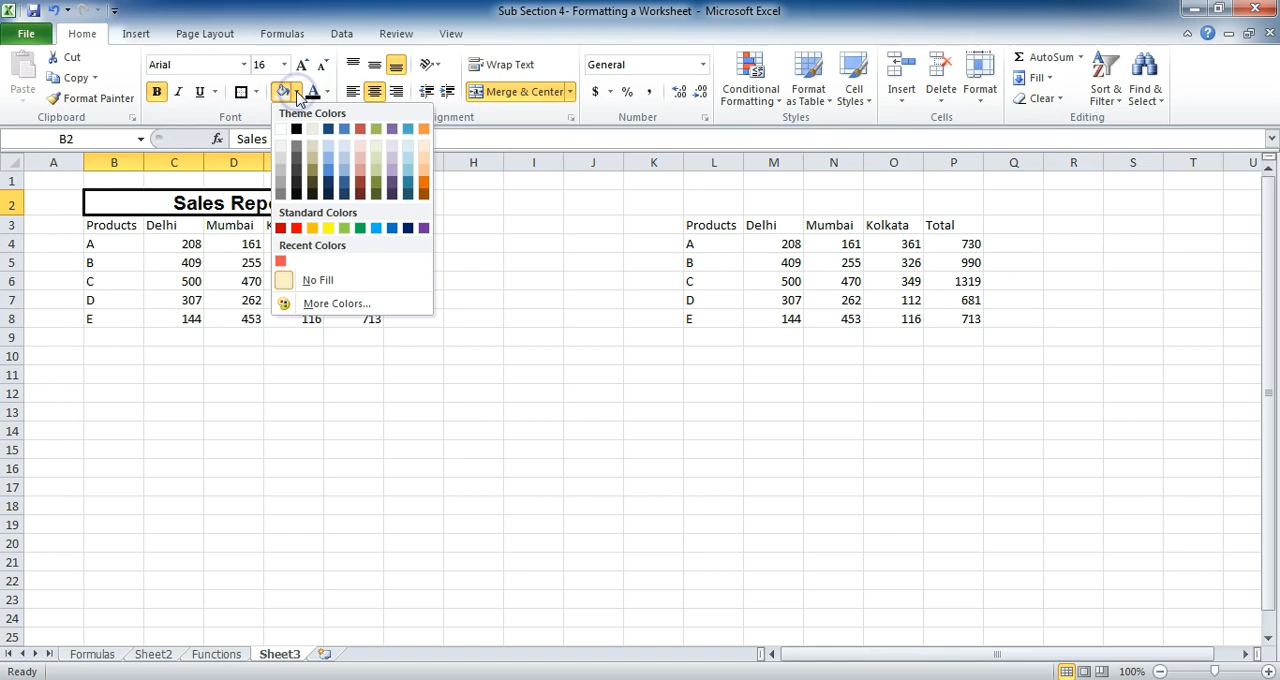 Sub Section 4- Formatting a Worksheet - Microsoft Excel
File Home Insert Page Layout Formulas Data Review View
Cut
Copy
Format Painter
Paste
Clipboard
Arial 16
B I U
Font
Theme Colors
Standard Colors
Recent Colors
No Fill
More Colors...
Wrap Text
Merge & Center
lignment
General
$ % ,
Number
Conditional Formatting
Format as Table
Cell Styles
Styles
Insert
Delete
Format
Cells
AutoSum
Fill
Clear
Sort & Filter
Find & Select
Editing
B2 fx Sales
A B C D H I J K L M N O P Q R S T U
1
2 Sales Repo
3 Products Delhi Mumbai K Products Delhi Mumbai Kolkata Total
4 A 208 161 A 208 161 361 730
5 B 409 255 B 409 255 326 990
6 C 500 470 C 500 470 349 1319
7 D 307 262 D 307 262 112 681
8 E 144 453 116 713 E 144 453 116 713
9
10
11
12
13
14
15
16
17
18
19
20
21
22
23
24
25
Formulas Sheet2 Functions Sheet3
Ready 100%